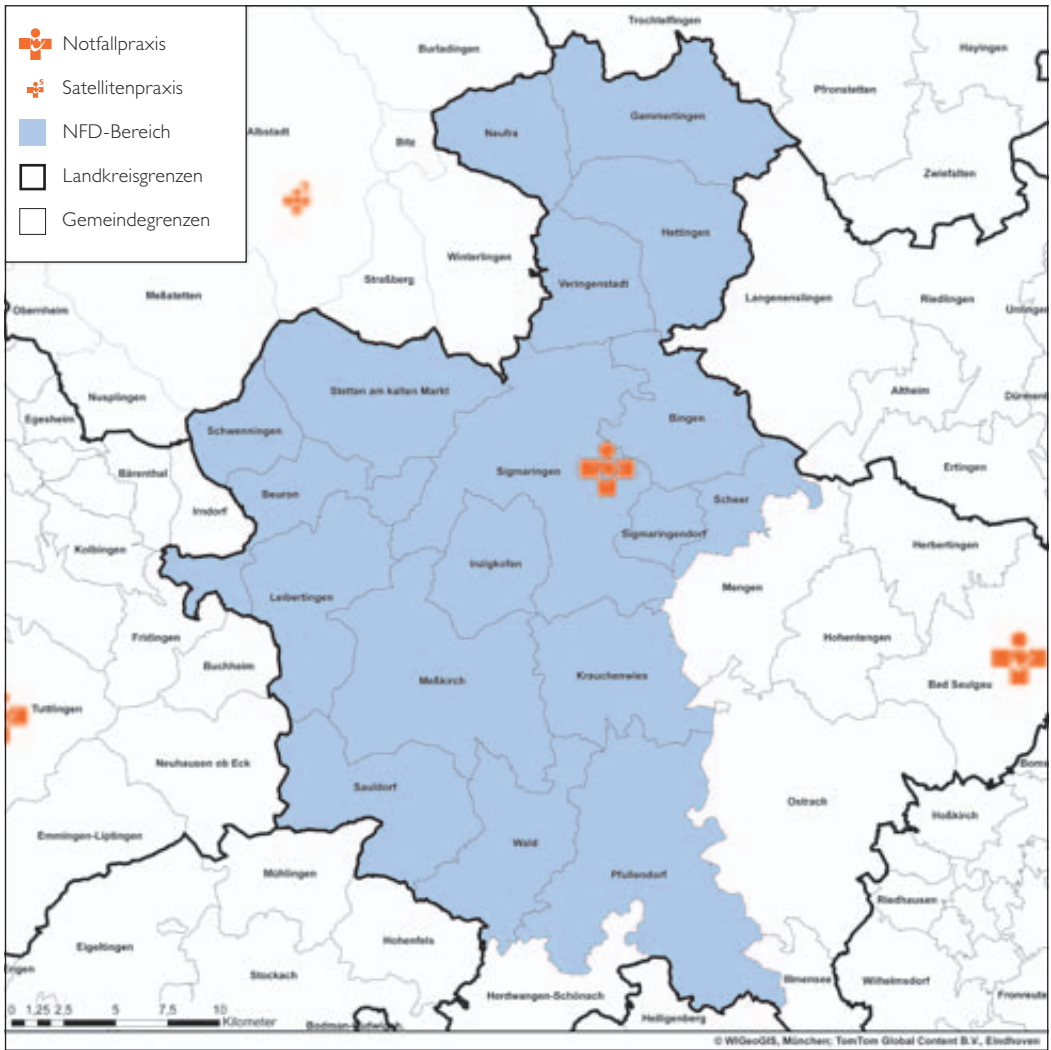 Notfallpraxis
Satellitenpraxis
NFD-Bereich
Landkreisgrenzen
Gemeindegrenzen
Trochtelfingen
Burladingen
Hayingen
Pfronstetten
Gammertingen
Albstadt
Neufra
Bitz
Zwiefalten
Hettingen
Winterlingen
Straßberg
Veringenstadt
Meßstetten
Langenenslingen
Riedlingen
Obernheim
Unlingen
Stetten am kalten Markt
Altheim
Nusplingen
Egesheim
Bingen
Schwenningen
Bärenthal
Sigmaringen
Ertingen
Beuron
Scheer
Irndorf
Sigmaringendorf
Kolbingen
Herbertingen
Inzigkofen
Mengen
Leibertingen
Fridingen
Hohentengen
Buchheim
Krauchenwies
Meßkirch
Bad Saulgau
Tuttlingen
Neuhausen ob Eck
Sauldorf
Ostrach
Hoßkirch
Emmingen-Liptingen
Wald
Mühlingen
Pfullendorf
Riedhausen
Hohenfels
Eigeltingen
Stockach
Illmensee
Wilhelmsdorf
Herdwangen-Schönach
Fronreute
Heiligenberg
0 1,25 2,5 5 7,5 10 Kilometer
© WIGeoGIS, München; TomTom Global Content B.V., Eindhoven